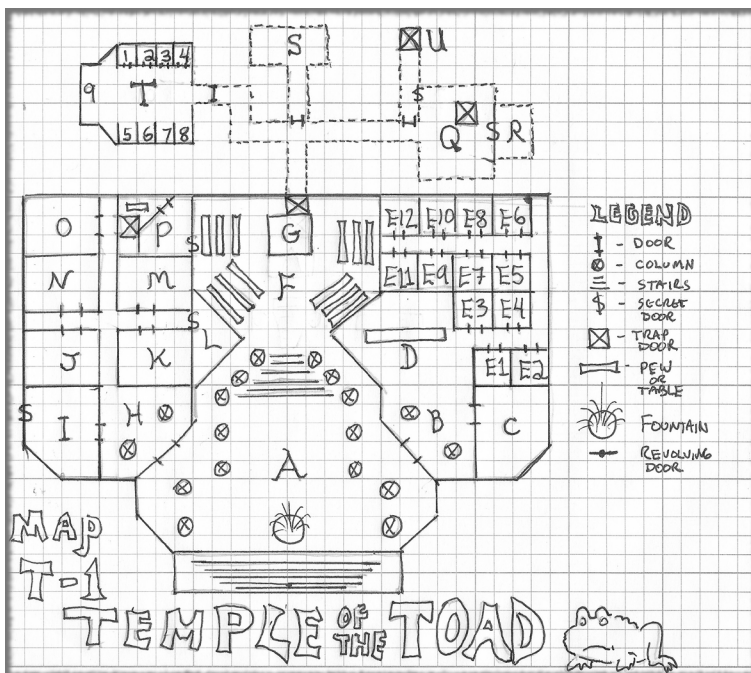 S
U
1 2 3 4
9 T
5 6 7 8
$
Q S R
O P G E12 E10 E8 E6
S
N M F E11 E9 E7 E5
S L E3 E4
J K D
E1 E2
S I H B C
A
LEGEND
- DOOR
- COLUMN
- STAIRS
$ - SECRET
DOOR
- TRAP
DOOR
- PEW
OR
TABLE
FOUNTAIN
- REVOLVING
DOOR
MAP
T-1
TEMPLE OF THE TOAD